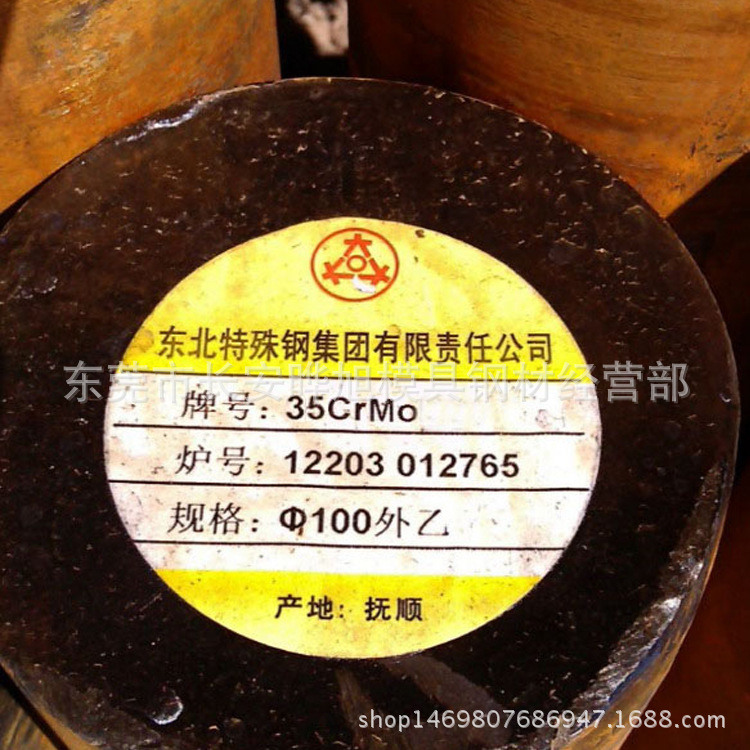 东北特殊钢集团有限责任公司
东莞市长安晔旭模具钢材经营部
牌号：35CrMo
炉号：12203 012765
规格：Φ100外乙
产地：抚顺
shop1469807686947.1688.com